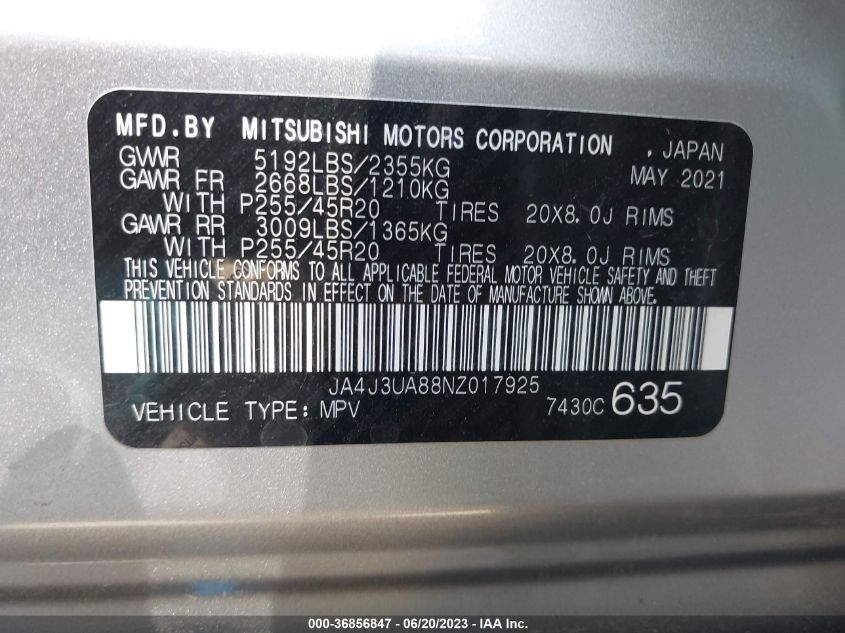 MFD.BY MITSUBISHI MOTORS CORPORATION , JAPAN
GVWR 5192LBS/2355KG MAY 2021
GAWR FR 2668LBS/1210KG
WITH P255/45R20 TIRES 20X8.0J RIMS
GAWR RR 3009LBS/1365KG
WITH P255/45R20 TIRES 20X8.0J RIMS
THIS VEHICLE CONFORMS TO ALL APPLICABLE FEDERAL MOTOR VEHICLE SAFETY AND THEFT
PREVENTION STANDARDS IN EFFECT ON THE DATE OF MANUFACTURE SHOWN ABOVE.
JA4J3UA88NZ017925
VEHICLE TYPE: MPV 7430C 635
000-36856847 - 06/20/2023 - IAA Inc.